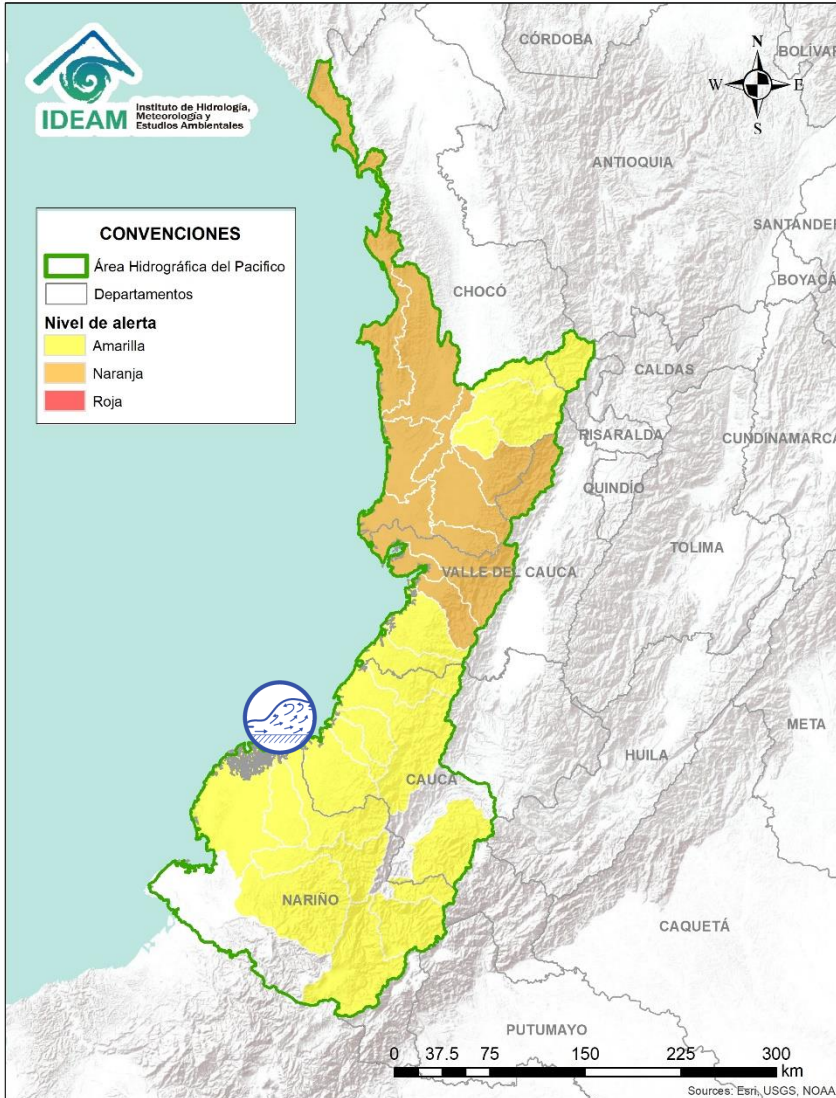 CÓRDOBA
BOLÍVAR
N
W E
S
IDEAM
Instituto de Hidrología,
Meteorología y
Estudios Ambientales
ANTIOQUIA
CONVENCIONES
Área Hidrográfica del Pacifico
Departamentos
Nivel de alerta
Amarilla
Naranja
Roja
SANTANDER
BOYACÁ
CHOCÓ
CALDAS
RISARALDA
CUNDINAMARCA
QUINDÍO
TOLIMA
VALLE DEL CAUCA
META
HUILA
CAUCA
NARIÑO
CAQUETÁ
PUTUMAYO
0 37.5 75 150 225 300
km
Sources: Esri, USGS, NOAA